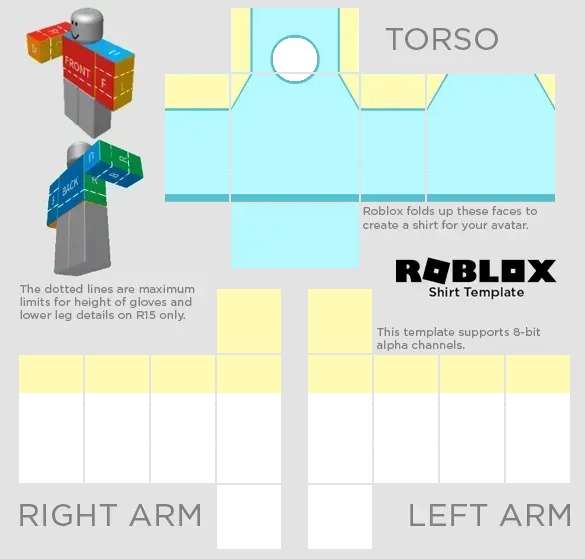 TORSO
FRONT
F
L
U
D
R
U
BACK
B
R
R
B
Roblox folds up these faces to
create a shirt for your avatar.
ROBLOX
Shirt Template
The dotted lines are maximum
limits for height of gloves and
lower leg details on R15 only.
This template supports 8-bit
alpha channels.
RIGHT ARM
LEFT ARM